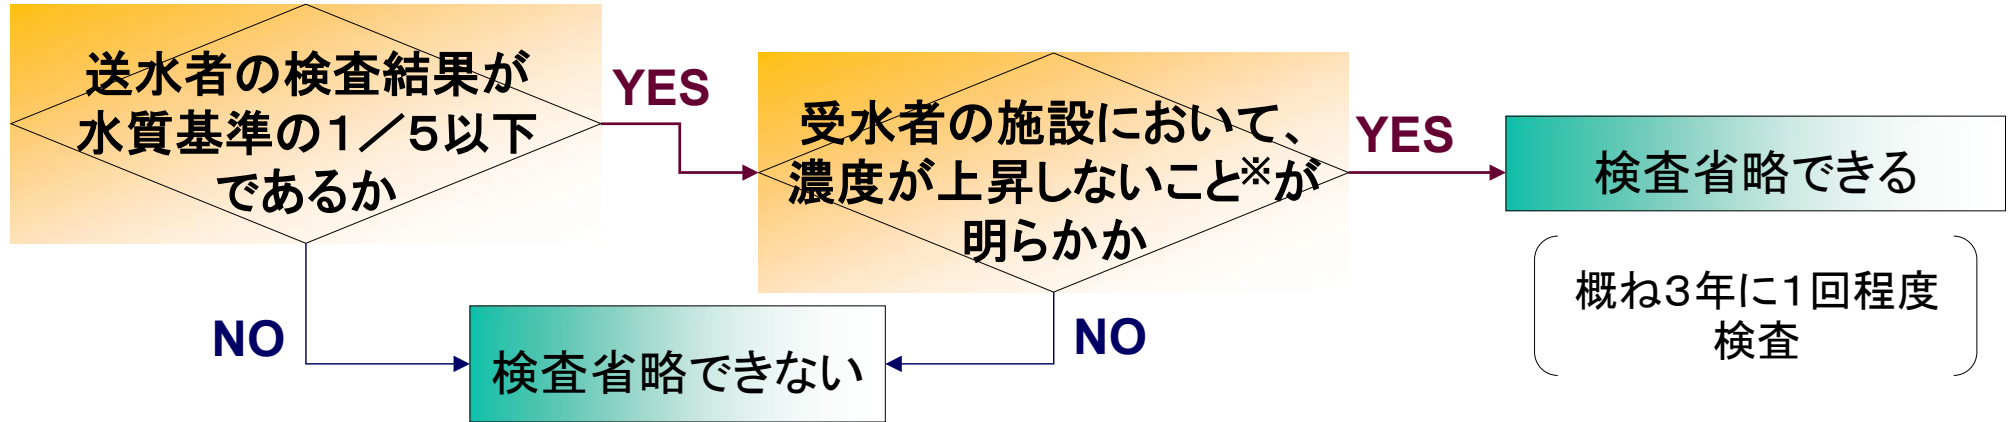 送水者の検査結果が
水質基準の１／５以下
であるか
YES
受水者の施設において、
濃度が上昇しないこと※が
明らかか
YES
検査省略できる
概ね３年に１回程度
検査
NO
検査省略できない
NO